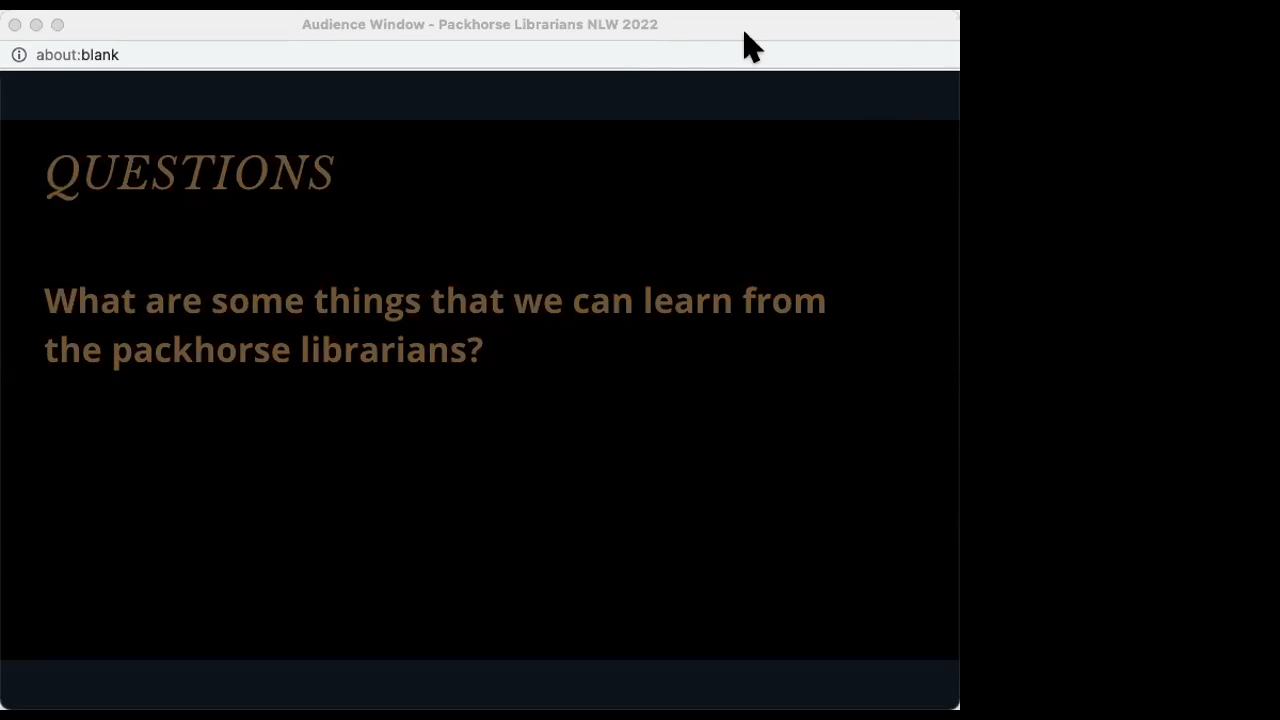 Audience Window - Packhorse Librarians NLW 2022
about:blank
QUESTIONS
What are some things that we can learn from
the packhorse librarians?